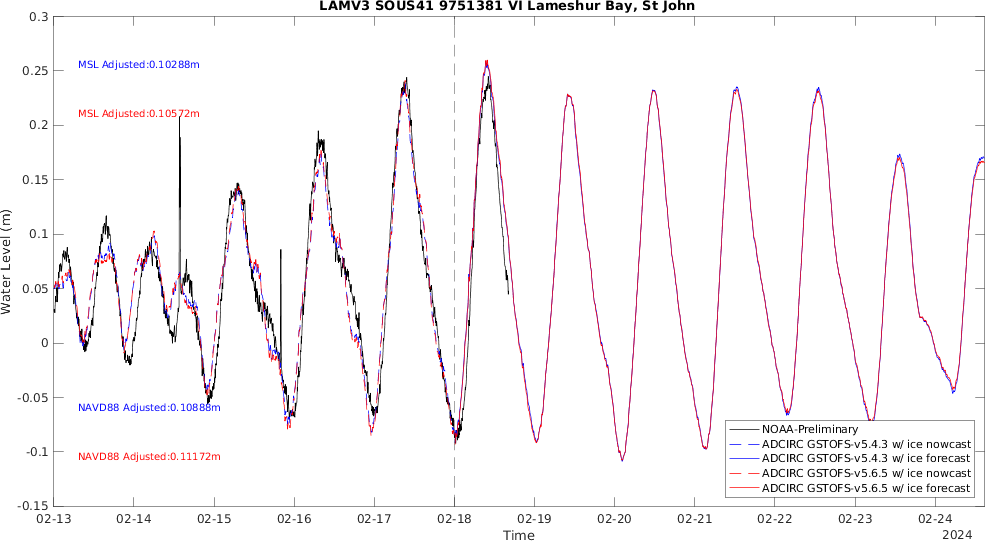 LAMV3 SOUS41 9751381 VI Lameshur Bay, St John
0.3
0.25
0.2
0.15
0.1
0.05
0
-0.05
-0.1
-0.15
Water Level (m)
MSL Adjusted:0.10288m
MSL Adjusted:0.10572m
NAVD88 Adjusted:0.10888m
NAVD88 Adjusted:0.11172m
NOAA-Preliminary
ADCIRC GSTOFS-v5.4.3 w/ ice nowcast
ADCIRC GSTOFS-v5.4.3 w/ ice forecast
ADCIRC GSTOFS-v5.6.5 w/ ice nowcast
ADCIRC GSTOFS-v5.6.5 w/ ice forecast
02-13 02-14 02-15 02-16 02-17 02-18 02-19 02-20 02-21 02-22 02-23 02-24
Time
2024